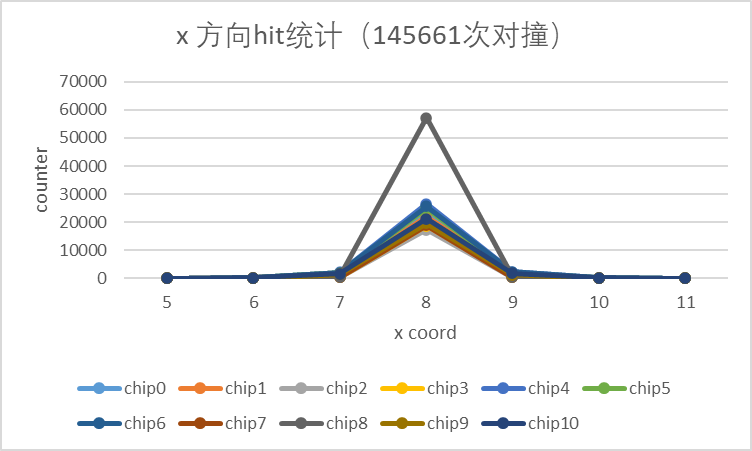 x 方向hit统计（145661次对撞）
70000
60000
50000
40000
30000
20000
10000
0
counter
5 6 7 8 9 10 11
x coord
chip0 chip1 chip2 chip3 chip4 chip5
chip6 chip7 chip8 chip9 chip10